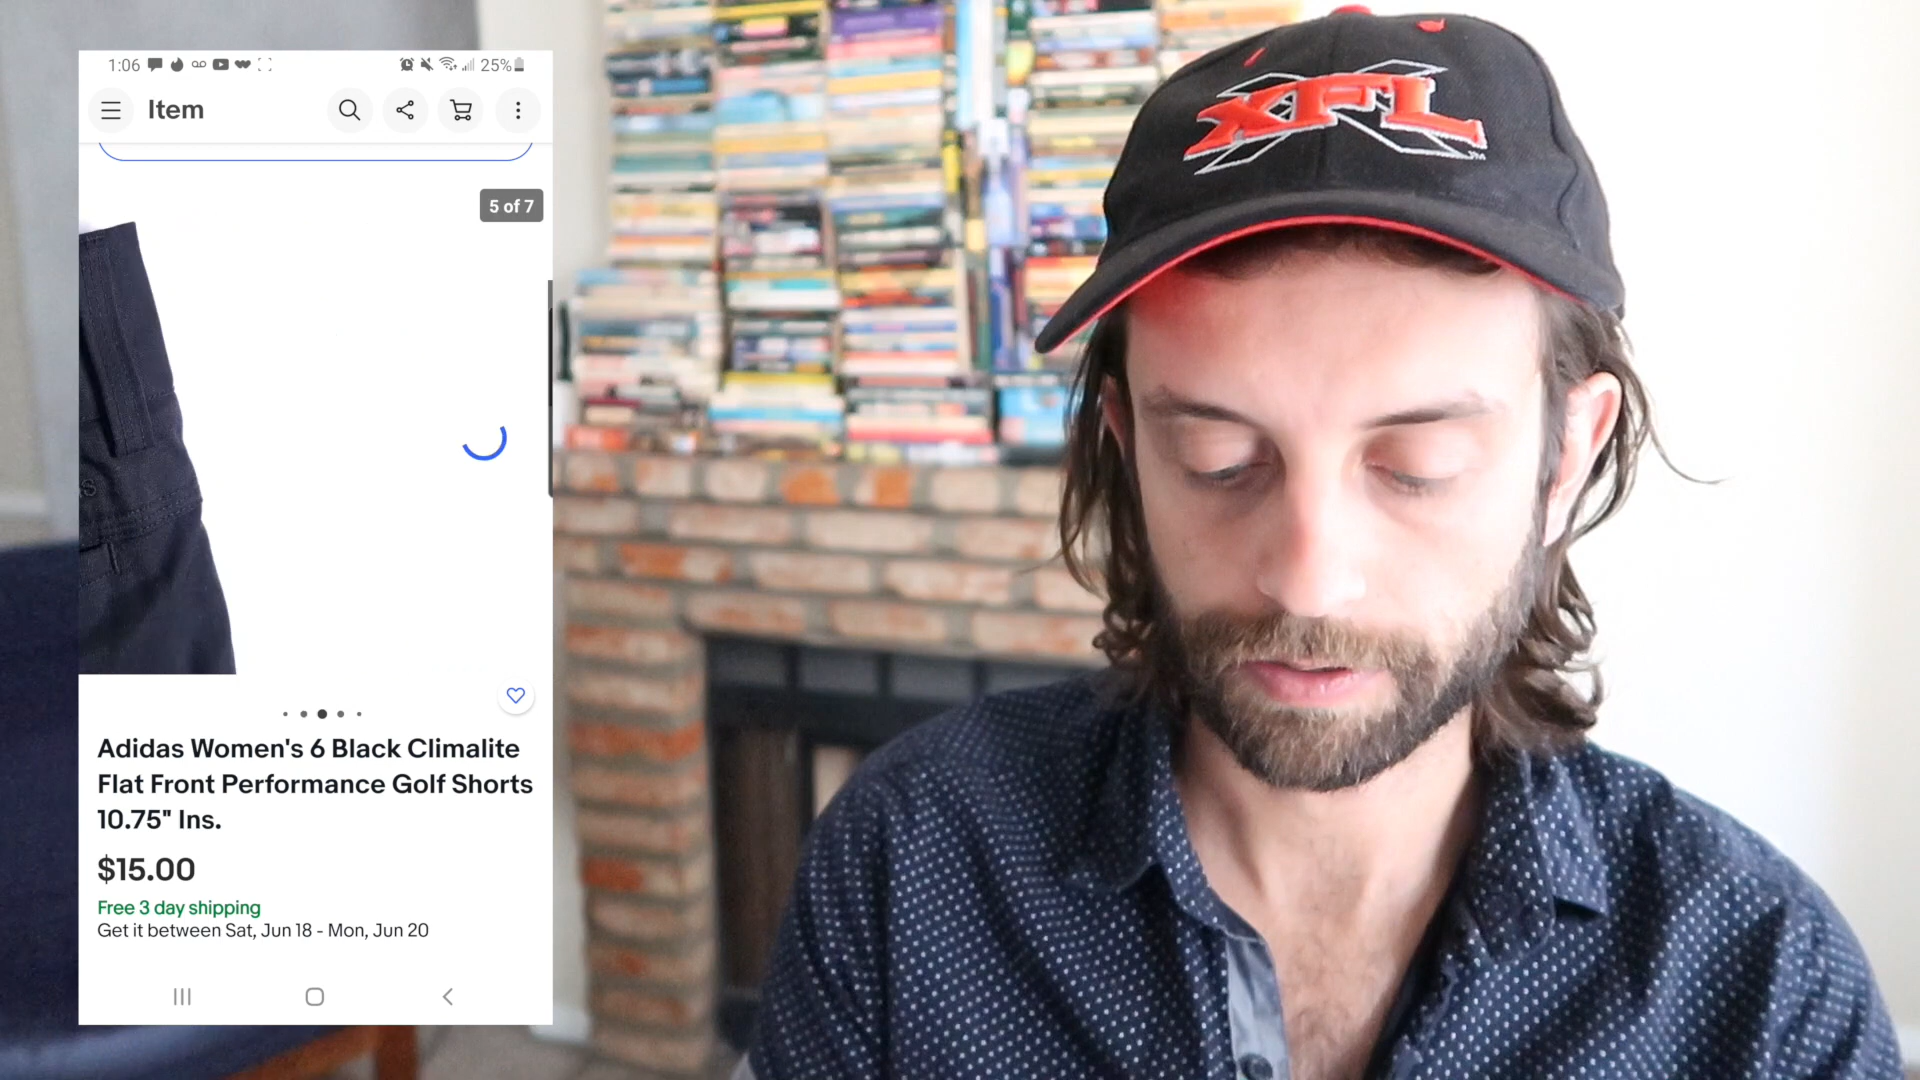 1:06
25%
Item
5 of 7
Adidas Women's 6 Black Climalite
Flat Front Performance Golf Shorts
10.75" Ins.
$15.00
Free 3 day shipping
Get it between Sat, Jun 18 - Mon, Jun 20
XFL
TM